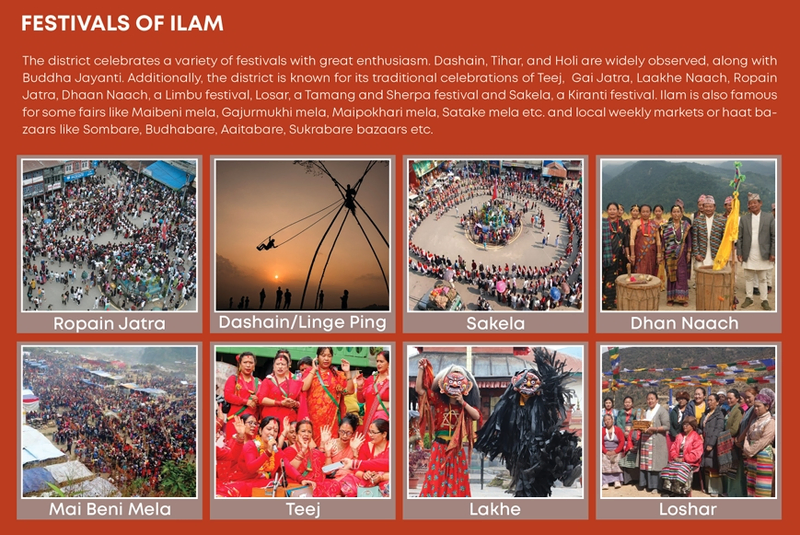 FESTIVALS OF ILAM
The district celebrates a variety of festivals with great enthusiasm. Dashain, Tihar, and Holi are widely observed, along with
Buddha Jayanti. Additionally, the district is known for its traditional celebrations of Teej, Gai Jatra, Laakhe Naach, Ropain
Jatra, Dhaan Naach, a Limbu festival, Losar, a Tamang and Sherpa festival and Sakela, a Kiranti festival. Ilam is also famous
for some fairs like Maibeni mela, Gajurmukhi mela, Maipokhari mela, Satake mela etc. and local weekly markets or haat ba-
zaars like Sombare, Budhabare, Aaitabare, Sukrabare bazaars etc.
Ropain Jatra
Dashain/Linge Ping
Sakela
Dhan Naach
Mai Beni Mela
Teej
Lakhe
Loshar